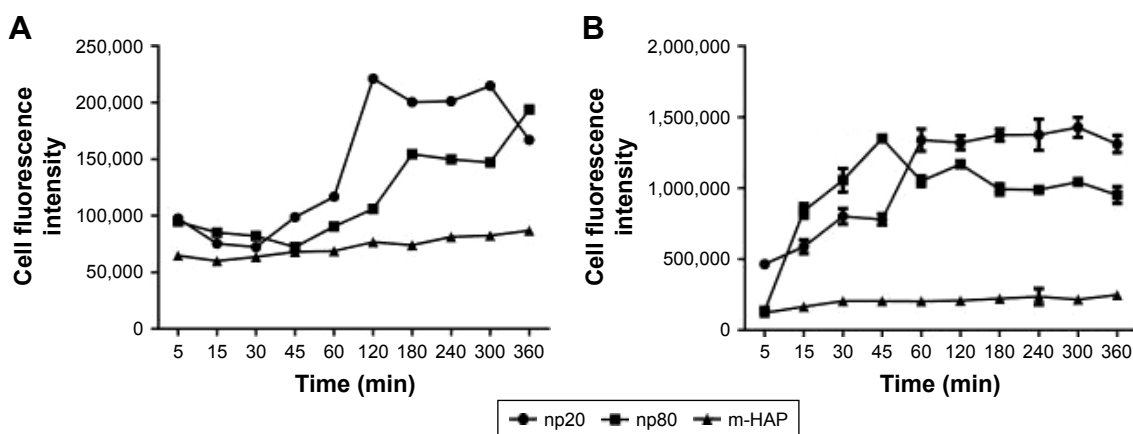 A
Cell fluorescence
intensity
250,000
200,000
150,000
100,000
50,000
0
5 15 30 45 60 120 180 240 300 360
Time (min)
B
Cell fluorescence
intensity
2,000,000
1,500,000
1,000,000
500,000
0
5 15 30 45 60 120 180 240 300 360
Time (min)
np20 np80 m-HAP